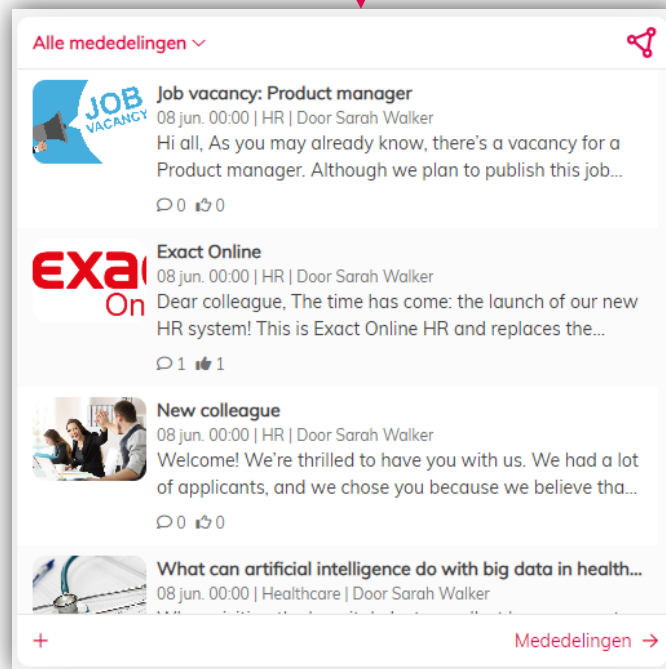 Alle mededelingen
JOB
VACANCY
Job vacancy: Product manager
08 jun. 00:00 | HR | Door Sarah Walker
Hi all, As you may already know, there’s a vacancy for a
Product manager. Although we plan to publish this job...
0 0
Exact Online
exa
On
08 jun. 00:00 | HR | Door Sarah Walker
Dear colleague, The time has come: the launch of our new
HR system! This is Exact Online HR and replaces the...
1 1
New colleague
08 jun. 00:00 | HR | Door Sarah Walker
Welcome! We’re thrilled to have you with us. We had a lot
of applicants, and we chose you because we believe tha...
0 0
What can artificial intelligence do with big data in health...
08 jun. 00:00 | Healthcare | Door Sarah Walker
+ Mededelingen →